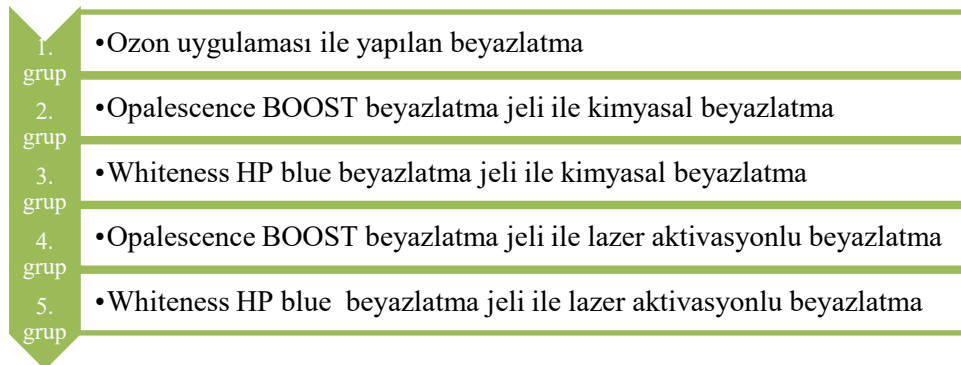 1.
grup
•Ozon uygulaması ile yapılan beyazlatma
2.
grup
•Opalescence BOOST beyazlatma jeli ile kimyasal beyazlatma
3.
grup
•Whiteness HP blue beyazlatma jeli ile kimyasal beyazlatma
4.
grup
•Opalescence BOOST beyazlatma jeli ile lazer aktivasyonlu beyazlatma
5.
grup
•Whiteness HP blue  beyazlatma jeli ile lazer aktivasyonlu beyazlatma